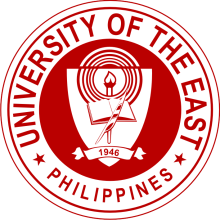 UNIVERSITY OF THE EAST
1946
PHILIPPINES